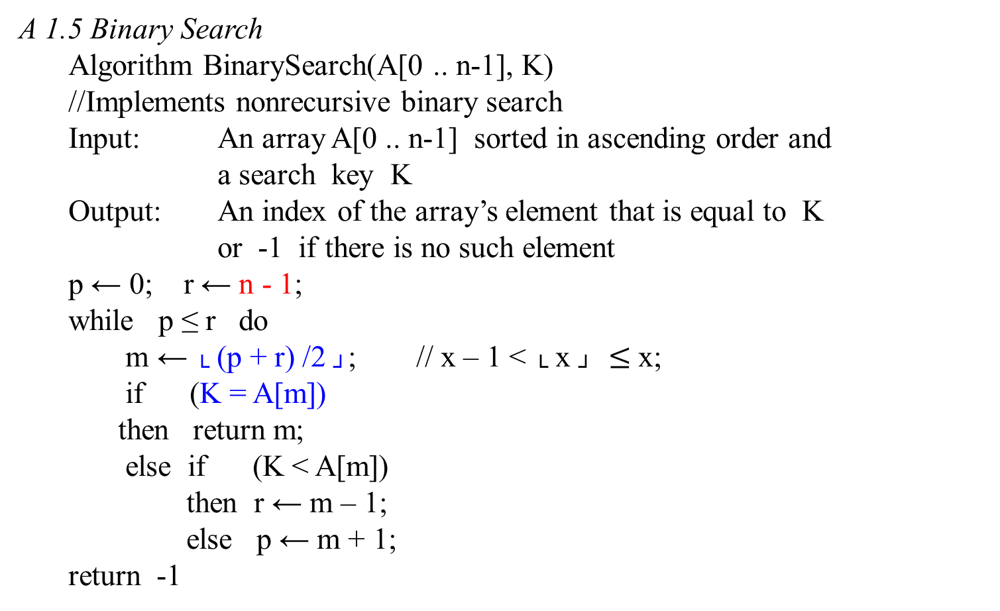 A 1.5 Binary Search
Algorithm BinarySearch(A[0 .. n-1], K)
//Implements nonrecursive binary search
Input: An array A[0 .. n-1] sorted in ascending order and
a search key K
Output: An index of the array’s element that is equal to K
or -1 if there is no such element
p ← 0; r ← n - 1;
while p ≤ r do
m ← ⌞ (p + r) /2 ⌟ ; // x – 1 < ⌞ x ⌟ ≤ x;
if (K = A[m])
then return m;
else if (K < A[m])
then r ← m – 1;
else p ← m + 1;
return -1